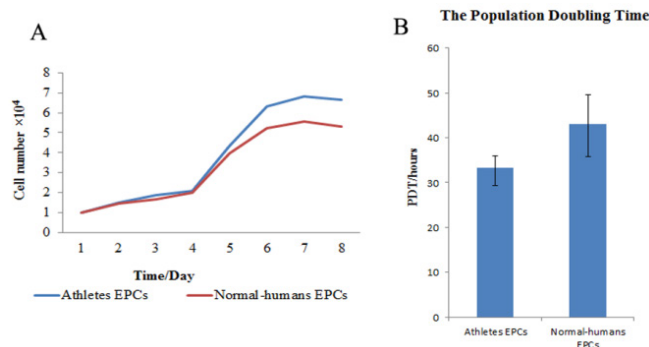 A
Cell number ×10⁴
8
7
6
5
4
3
2
1
0
1 2 3 4 5 6 7 8
Time/Day
Athletes EPCs Normal-humans EPCs
B
The Population Doubling Time
PDT/hours
60
50
40
30
20
10
0
Athletes EPCs Normal-humans
EPCs